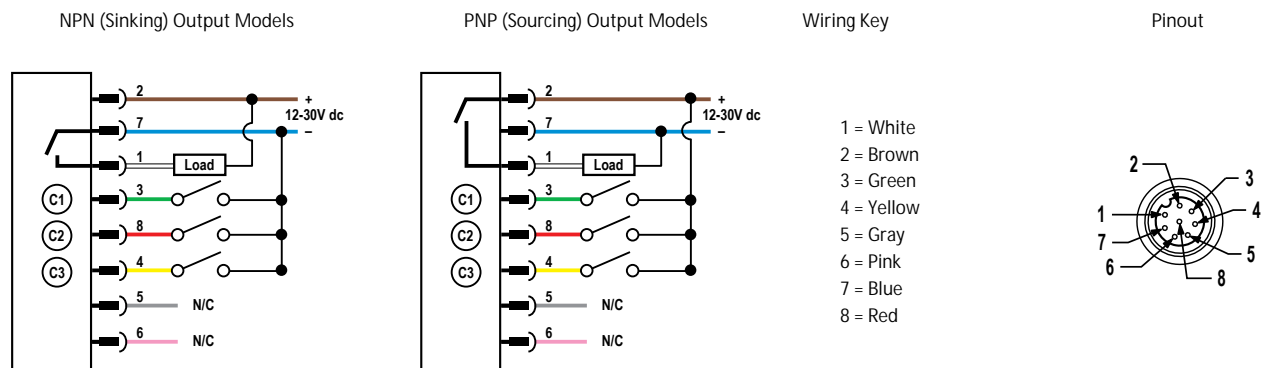 NPN (Sinking) Output Models
2
+
12-30V dc
7
–
1
Load
C1
3
C2
8
C3
4
5
N/C
6
N/C
PNP (Sourcing) Output Models
2
+
12-30V dc
7
–
1
Load
C1
3
C2
8
C3
4
5
N/C
6
N/C
Wiring Key
1 = White
2 = Brown
3 = Green
4 = Yellow
5 = Gray
6 = Pink
7 = Blue
8 = Red
Pinout
2
3
1
4
7
5
6
8